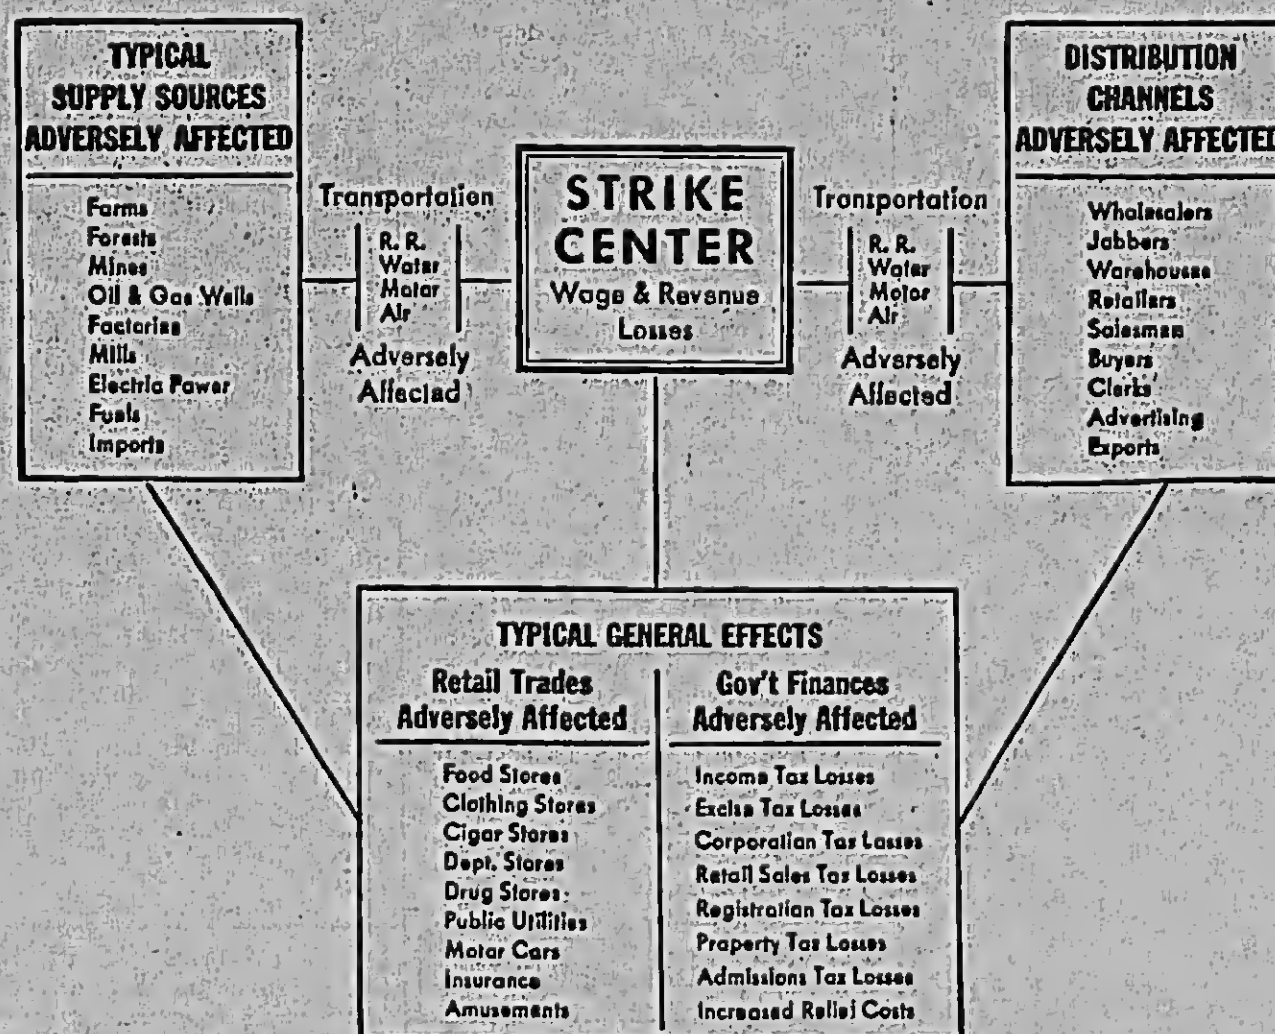 TYPICAL
SUPPLY SOURCES
ADVERSELY AFFECTED
Farms
Forests
Mines
Oil & Gas Wells
Factories
Mills
Electric Power
Fuels
Imports
Transportation
R. R.
Water
Motor
Air
Adversely
Affected
STRIKE
CENTER
Wage & Revenue
Losses
Transportation
R. R.
Water
Motor
Air
Adversely
Affected
DISTRIBUTION
CHANNELS
ADVERSELY AFFECTED
Wholesalers
Jobbers
Warehouses
Retailers
Salesmen
Buyers
Clerks
Advertising
Exports
TYPICAL GENERAL EFFECTS
Retail Trades
Adversely Affected
Food Stores
Clothing Stores
Cigar Stores
Dept. Stores
Drug Stores
Public Utilities
Motor Cars
Insurance
Amusements
Gov't Finances
Adversely Affected
Income Tax Losses
Excise Tax Losses
Corporation Tax Losses
Retail Sales Tax Losses
Registration Tax Losses
Property Tax Losses
Admissions Tax Losses
Increased Relief Costs